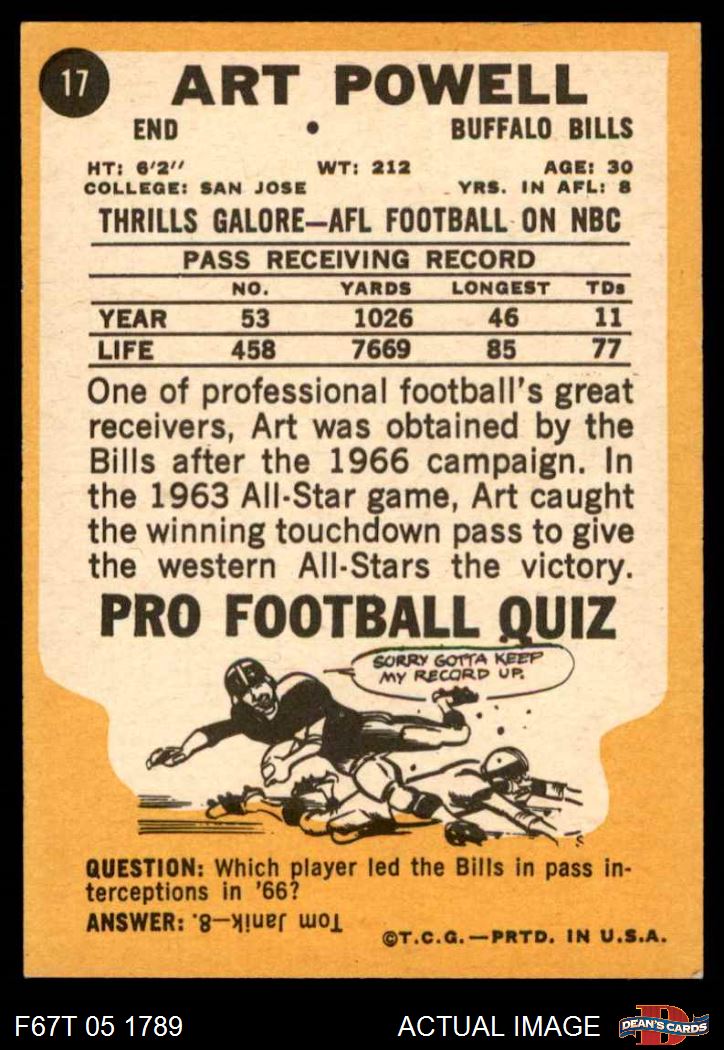 17
ART POWELL
END • BUFFALO BILLS
HT: 6'2'' WT: 212 AGE: 30
COLLEGE: SAN JOSE YRS. IN AFL: 8
THRILLS GALORE—AFL FOOTBALL ON NBC
PASS RECEIVING RECORD
NO. YARDS LONGEST TDs
YEAR 53 1026 46 11
LIFE 458 7669 85 77
One of professional football's great
receivers, Art was obtained by the
Bills after the 1966 campaign. In
the 1963 All-Star game, Art caught
the winning touchdown pass to give
the western All-Stars the victory.
PRO FOOTBALL QUIZ
SORRY GOTTA KEEP
MY RECORD UP.
QUESTION: Which player led the Bills in pass in-
terceptions in '66?
ANSWER: Tom Janik—8.
©T.C.G.—PRTD. IN U.S.A.
F67T 05 1789 ACTUAL IMAGE
D
DEAN'S CARDS